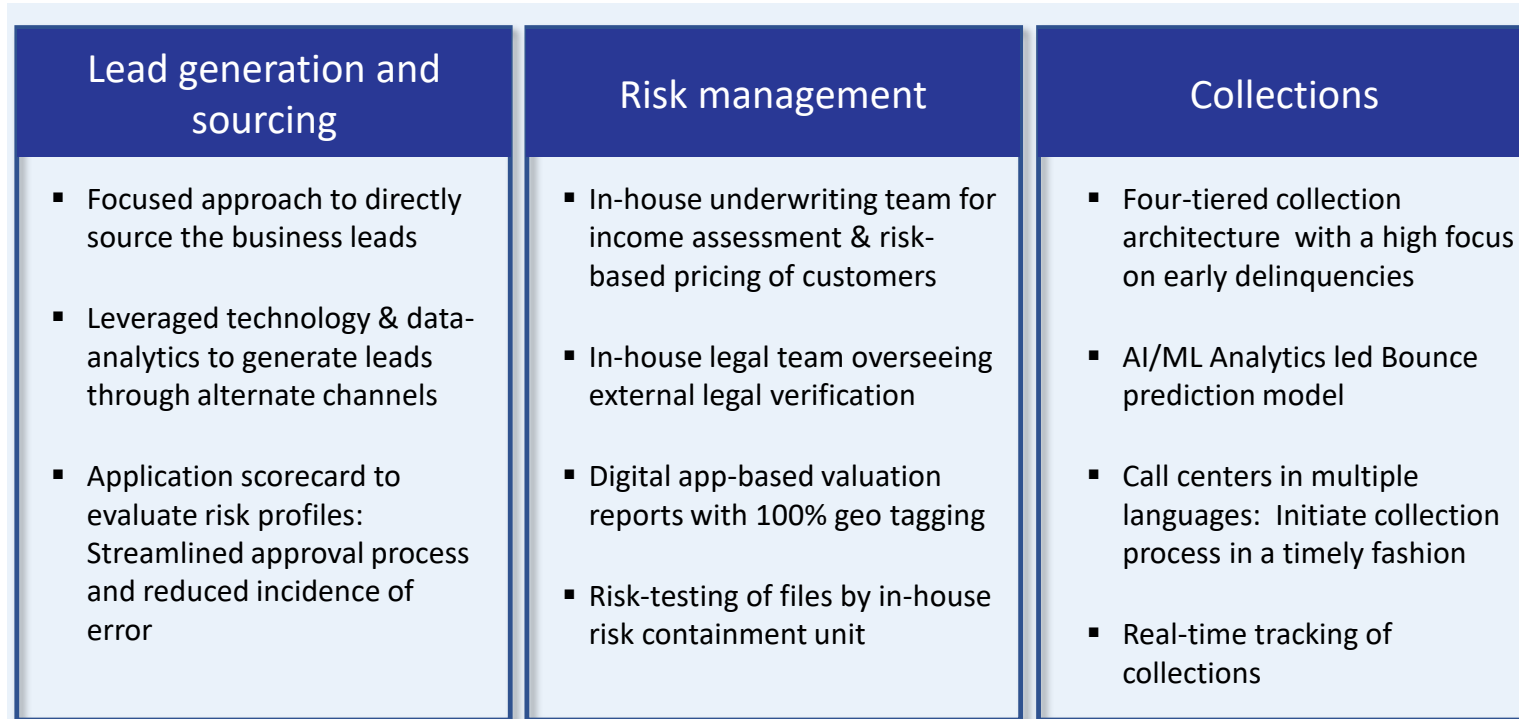 Lead generation and
sourcing
▪ Focused approach to directly
source the business leads
▪ Leveraged technology & data-
analytics to generate leads
through alternate channels
▪ Application scorecard to
evaluate risk profiles:
Streamlined approval process
and reduced incidence of
error
Risk management
▪ In-house underwriting team for
income assessment & risk-
based pricing of customers
▪ In-house legal team overseeing
external legal verification
▪ Digital app-based valuation
reports with 100% geo tagging
▪ Risk-testing of files by in-house
risk containment unit
Collections
▪ Four-tiered collection
architecture  with a high focus
on early delinquencies
▪ AI/ML Analytics led Bounce
prediction model
▪ Call centers in multiple
languages:  Initiate collection
process in a timely fashion
▪ Real-time tracking of
collections